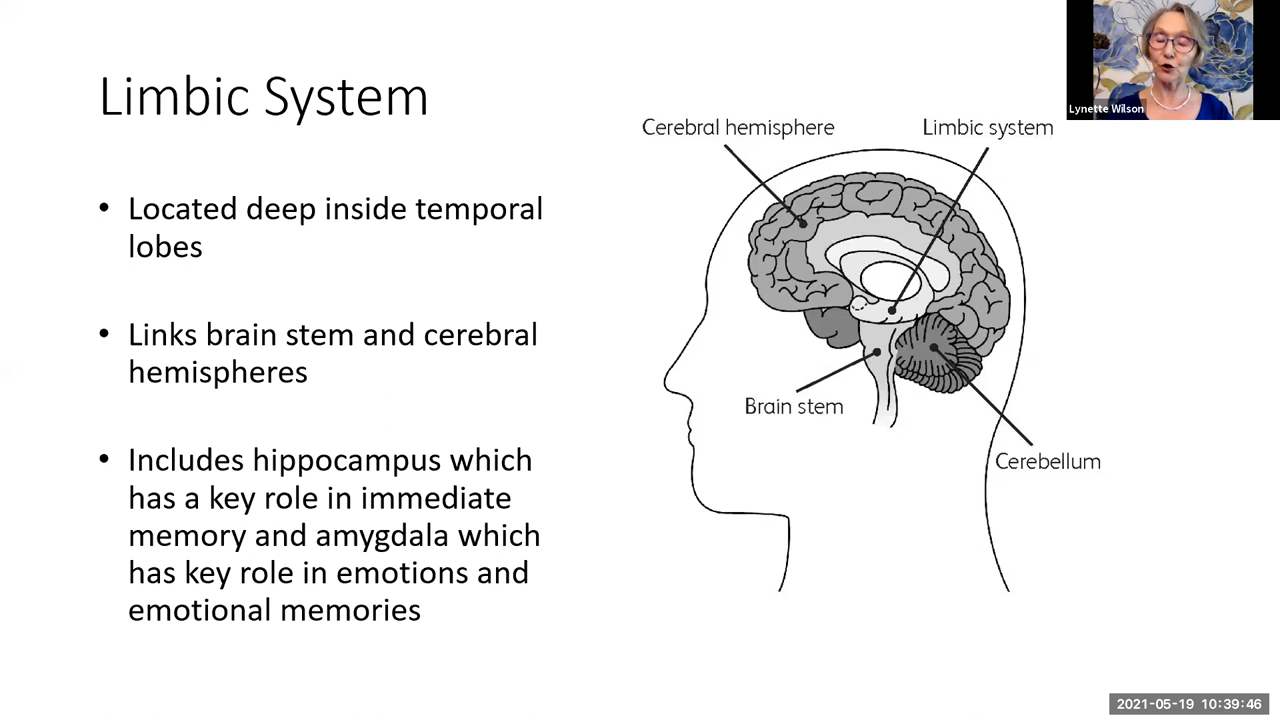 Limbic System
• Located deep inside temporal
lobes
• Links brain stem and cerebral
hemispheres
• Includes hippocampus which
has a key role in immediate
memory and amygdala which
has key role in emotions and
emotional memories
Cerebral hemisphere
Limbic system
Brain stem
Cerebellum
Lynette Wilson
2021-05-19 10:39:46